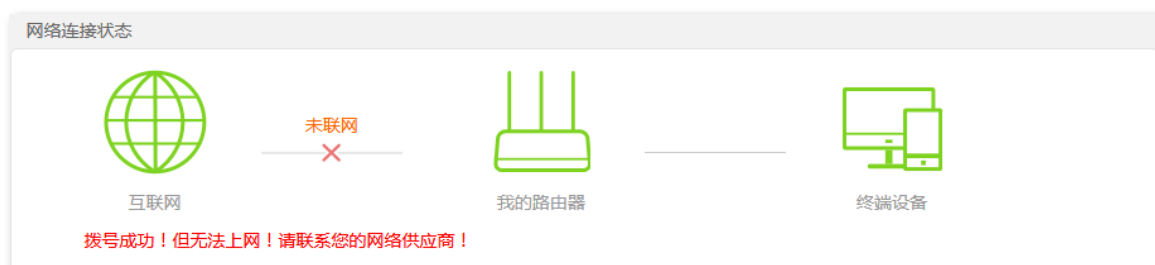 网络连接状态
未联网
互联网
我的路由器
终端设备
拨号成功！但无法上网！请联系您的网络供应商！